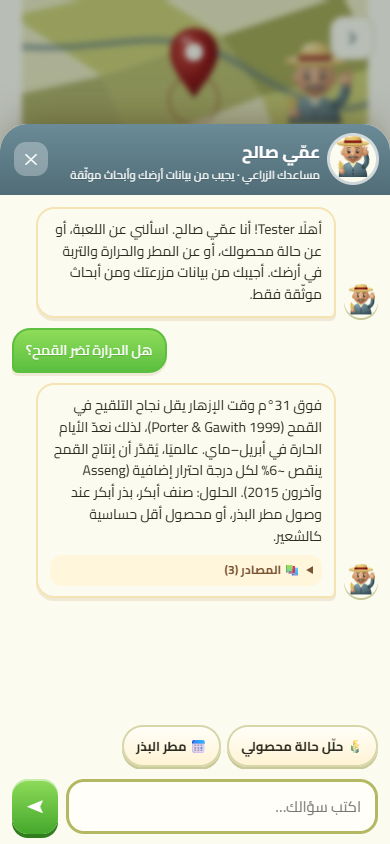 عمّي صالح
مساعدك الزراعي · يجيب من بيانات أرضك وأبحاث موثّقة
أهلًا Tester! أنا عمّي صالح. اسألني عن اللعبة، أو
عن حالة محصولك، أو عن المطر والحرارة والتربة
في أرضك. أجيبك من بيانات مزرعتك ومن أبحاث
موثّقة فقط.
هل الحرارة تضر القمح؟
فوق 31°م وقت الإزهار يقل نجاح التلقيح في
القمح (Porter & Gawith 1999)، لذلك نعدّ الأيام
الحارة في أبريل–ماي. عالميًا، يُقدَّر أن إنتاج القمح
ينقص ~6% لكل درجة احترار إضافية (Asseng
وآخرون 2015). الحلول: صنف أبكر، بذر أبكر عند
وصول مطر البذر، أو محصول أقل حساسية
كالشعير.
المصادر (3)
حلّل حالة محصولي
مطر البذر
اكتب سؤالك...